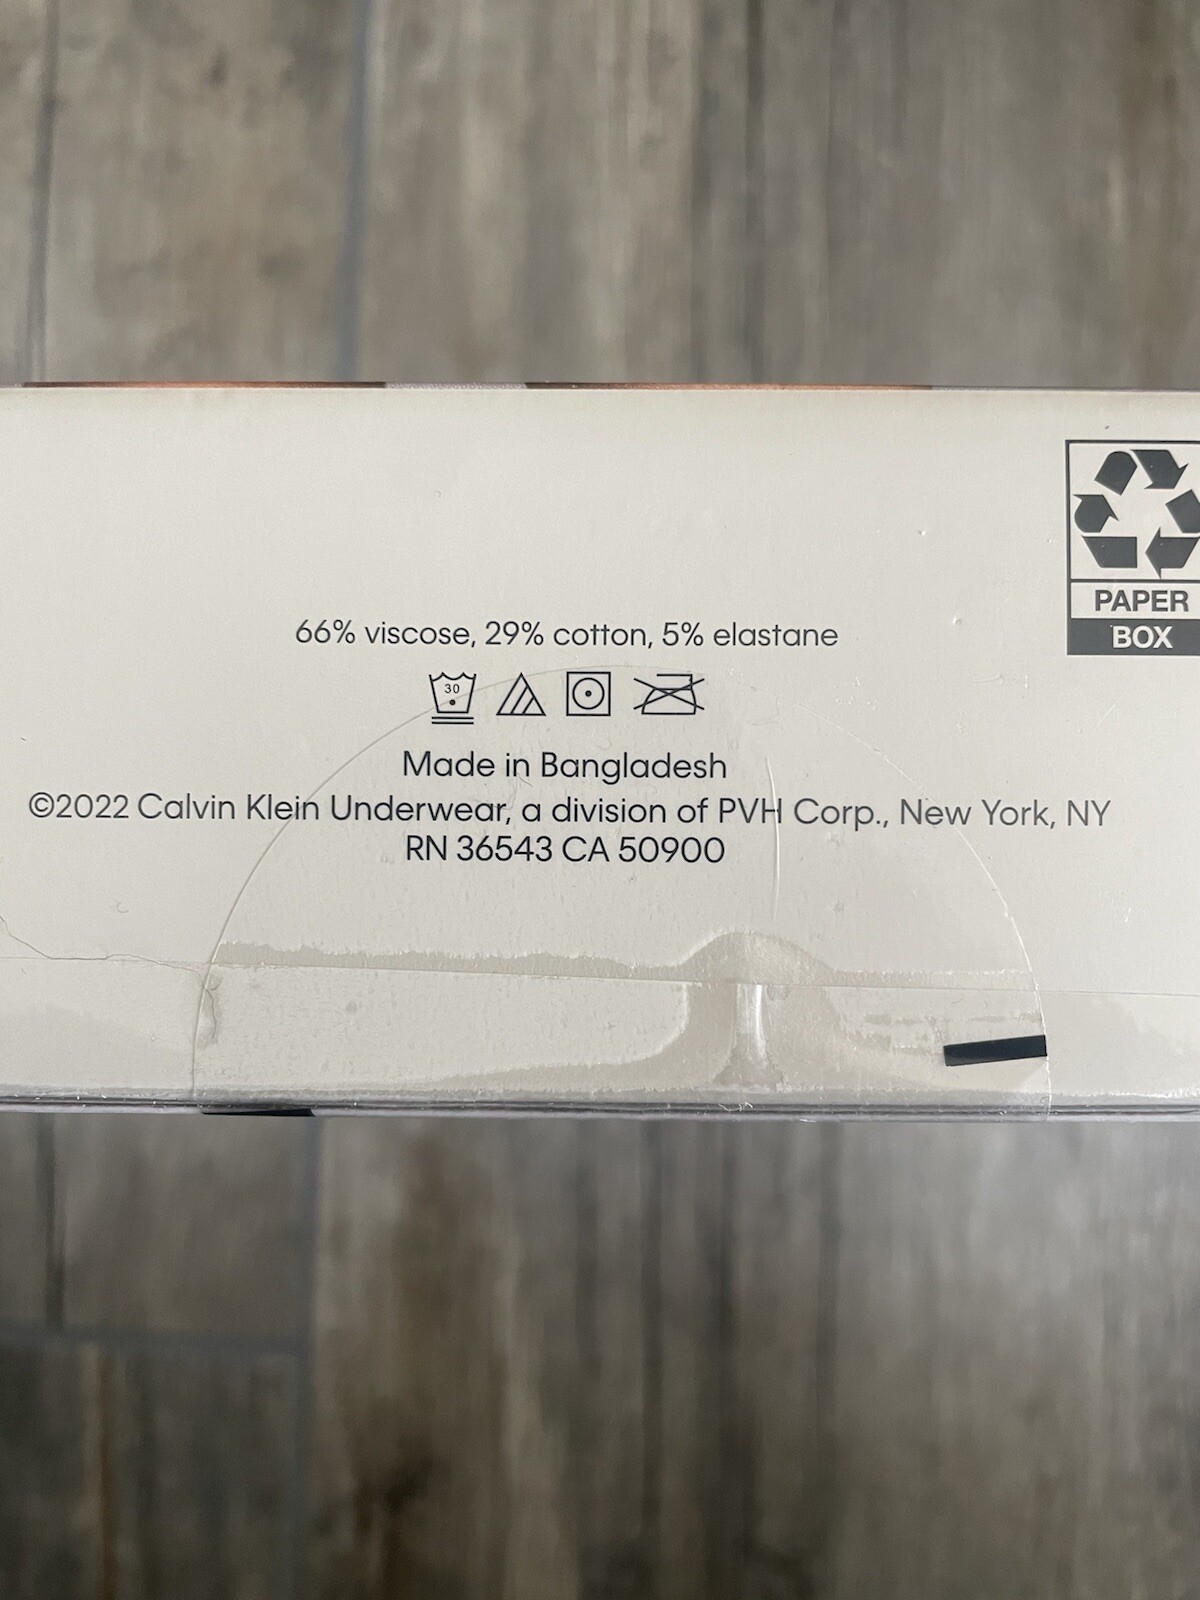 PAPER
BOX
66% viscose, 29% cotton, 5% elastane
30
Made in Bangladesh
©2022 Calvin Klein Underwear, a division of PVH Corp., New York, NY
RN 36543 CA 50900